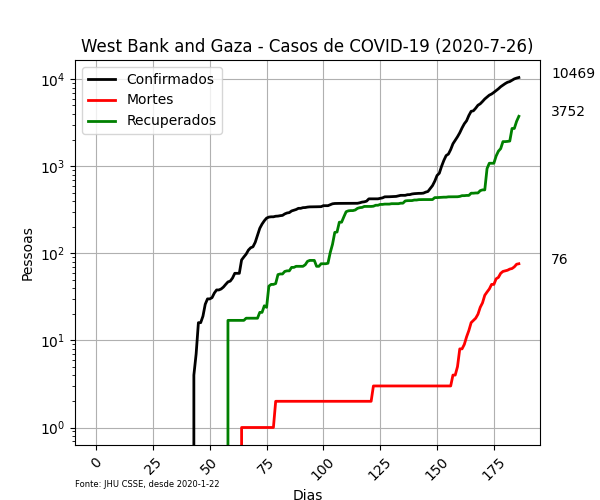 West Bank and Gaza - Casos de COVID-19 (2020-7-26)
Confirmados
Mortes
Recuperados
10469
3752
76
Pessoas
10⁴
10³
10²
10¹
10⁰
0 25 50 75 100 125 150 175
Fonte: JHU CSSE, desde 2020-1-22
Dias